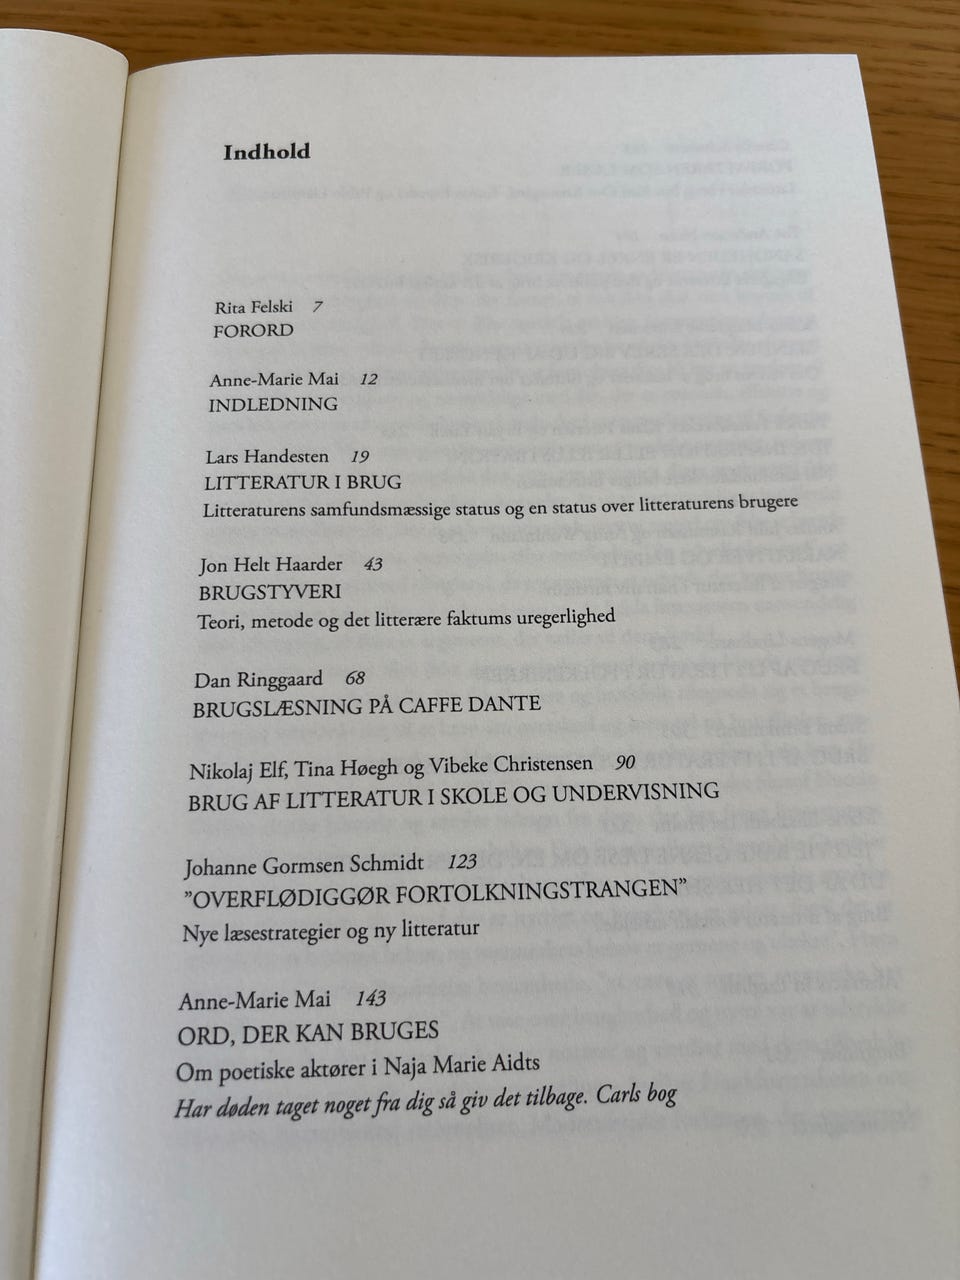 Indhold
Rita Felski 7
FORORD
Anne-Marie Mai 12
INDLEDNING
Lars Handesten 19
LITTERATUR I BRUG
Litteraturens samfundsmæssige status og en status over litteraturens brugere
Jon Helt Haarder 43
BRUGSTYVERI
Teori, metode og det litterære faktums uregerlighed
Dan Ringgaard 68
BRUGSLÆSNING PÅ CAFFE DANTE
Nikolaj Elf, Tina Høegh og Vibeke Christensen 90
BRUG AF LITTERATUR I SKOLE OG UNDERVISNING
Johanne Gormsen Schmidt 123
”OVERFLØDIGGØR FORTOLKNINGSTRANGEN”
Nye læsestrategier og ny litteratur
Anne-Marie Mai 143
ORD, DER KAN BRUGES
Om poetiske aktører i Naja Marie Aidts
Har døden taget noget fra dig så giv det tilbage. Carls bog